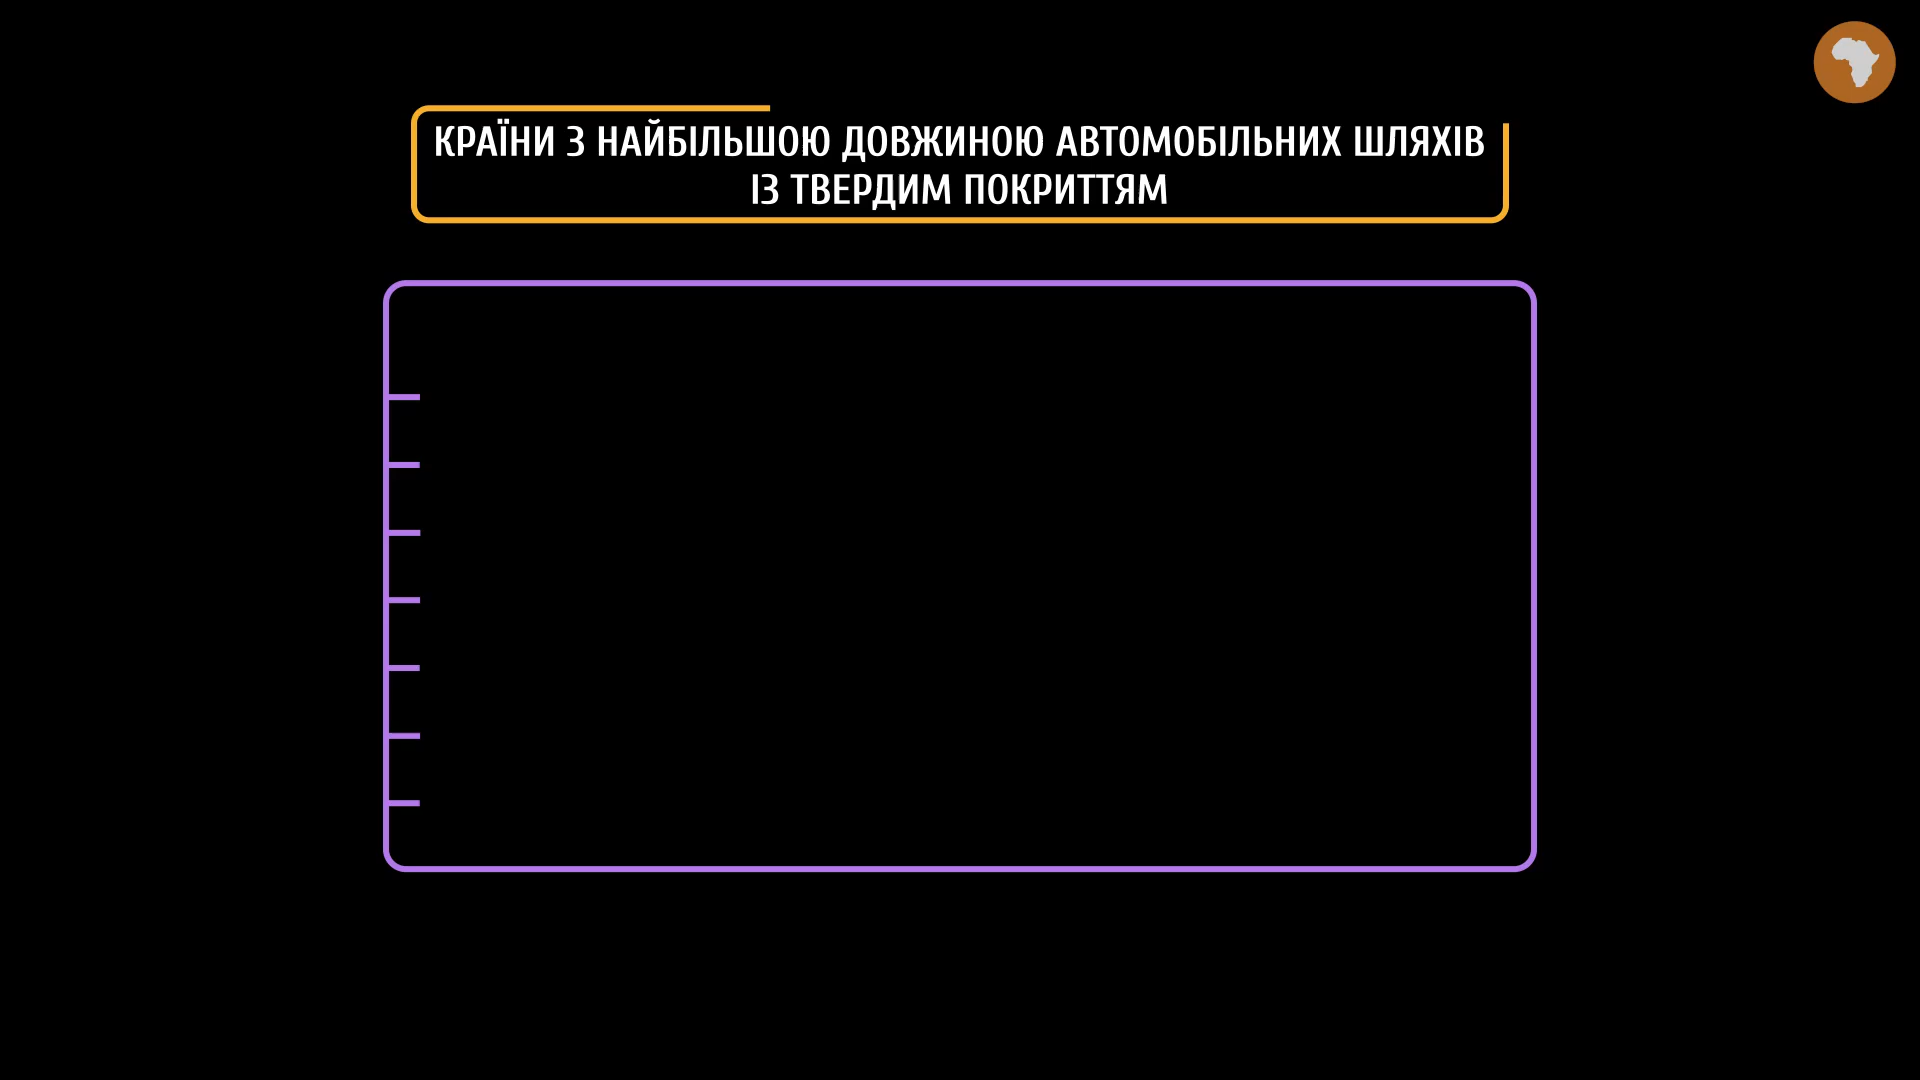 КРАЇНИ З НАЙБІЛЬШОЮ ДОВЖИНОЮ АВТОМОБІЛЬНИХ ШЛЯХІВ
ІЗ ТВЕРДИМ ПОКРИТТЯМ